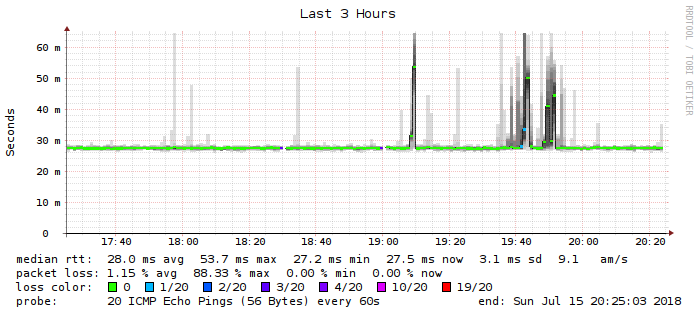 Last 3 Hours
RRDTOOL / TOBI OETIKER
Seconds
60 m
50 m
40 m
30 m
20 m
10 m
0
17:40 18:00 18:20 18:40 19:00 19:20 19:40 20:00 20:20
median rtt: 28.0 ms avg 53.7 ms max 27.2 ms min 27.5 ms now 3.1 ms sd 9.1 am/s
packet loss: 1.15 % avg 88.33 % max 0.00 % min 0.00 % now
loss color: 0 1/20 2/20 3/20 4/20 10/20 19/20
probe: 20 ICMP Echo Pings (56 Bytes) every 60s end: Sun Jul 15 20:25:03 2018